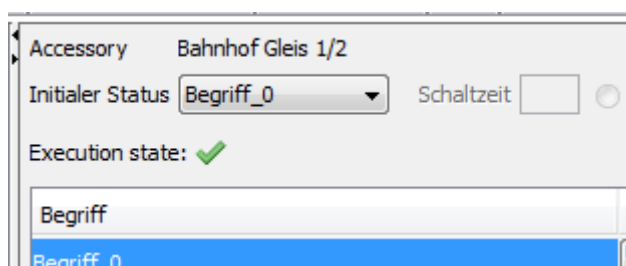 Accessory Bahnhof Gleis 1/2
Initialer Status Begriff_0 Schaltzeit
Execution state:
Begriff
Begriff_0